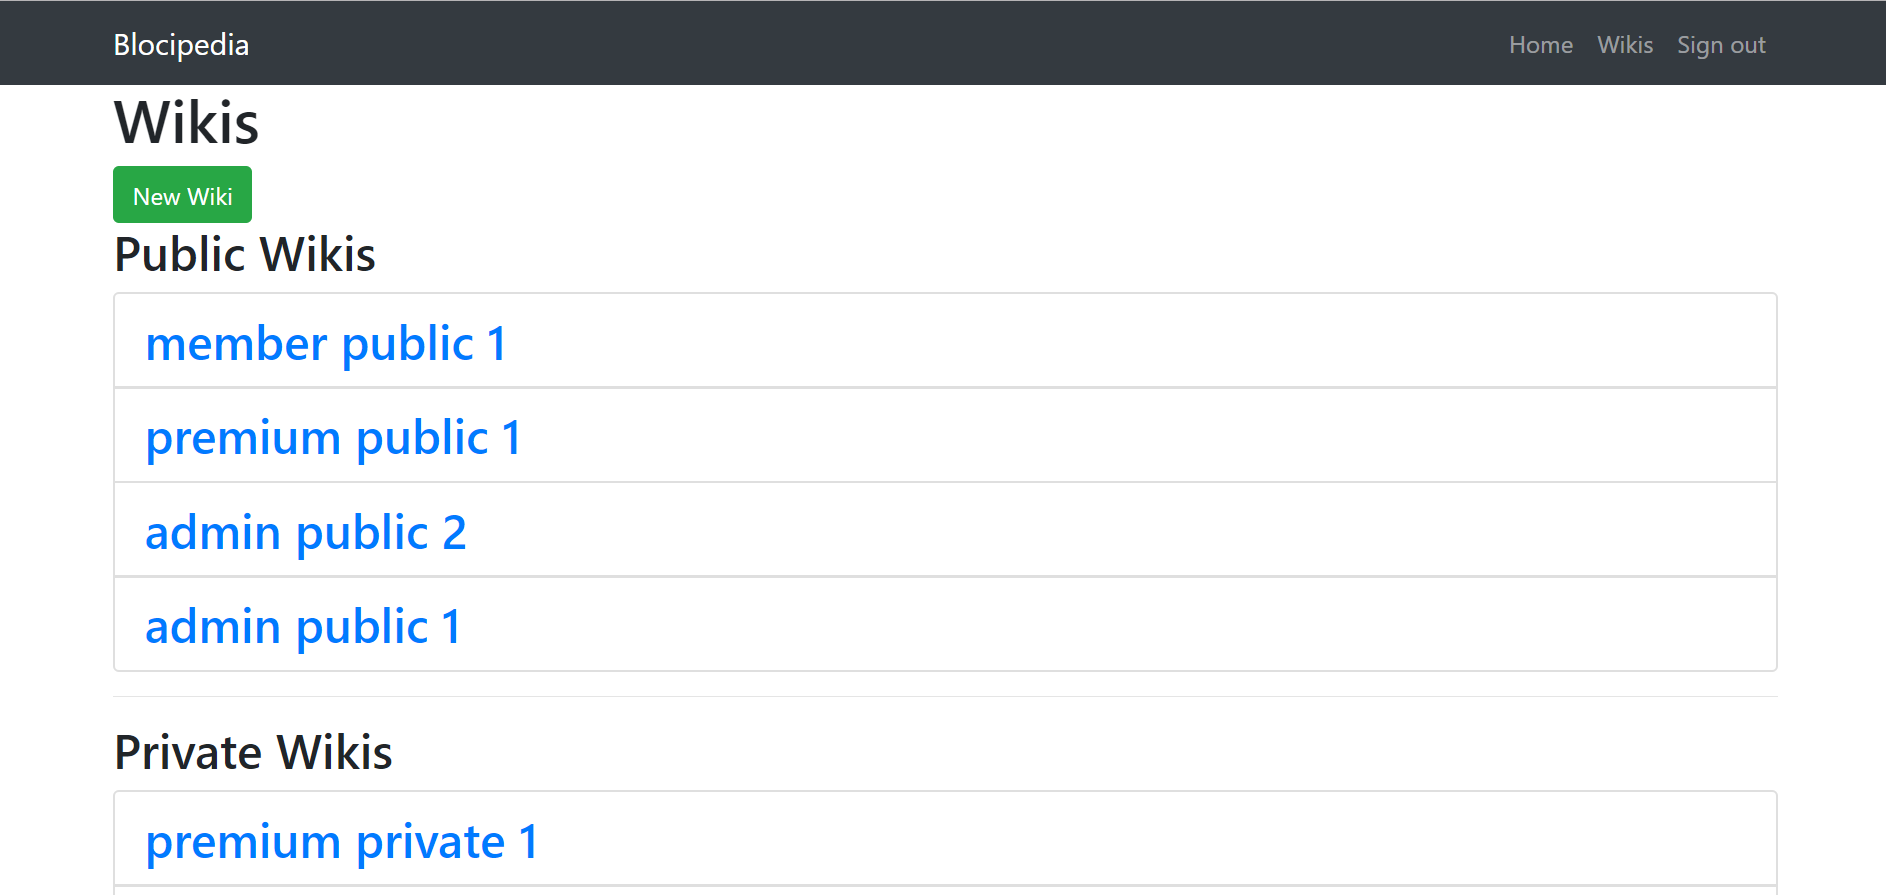 Blocipedia Home Wikis Sign out
Wikis
New Wiki
Public Wikis
member public 1
premium public 1
admin public 2
admin public 1
Private Wikis
premium private 1